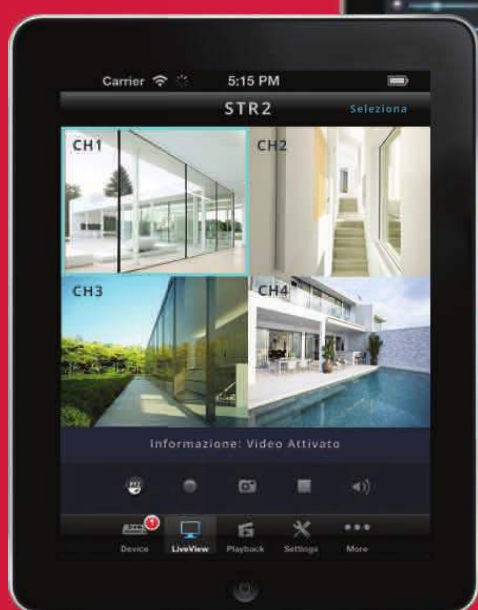 Carrier 5:15 PM
STR2 Seleziona
CH1 CH2
CH3 CH4
Informazione: Video Attivato
Device LiveView Playback Settings More